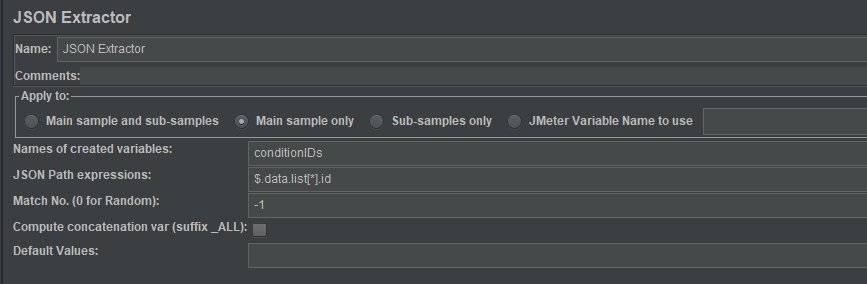 JSON Extractor
Name: JSON Extractor
Comments:
Apply to:
Main sample and sub-samples Main sample only Sub-samples only JMeter Variable Name to use
Names of created variables: conditionIDs
JSON Path expressions: $.data.list[*].id
Match No. (0 for Random): -1
Compute concatenation var (suffix _ALL):
Default Values: